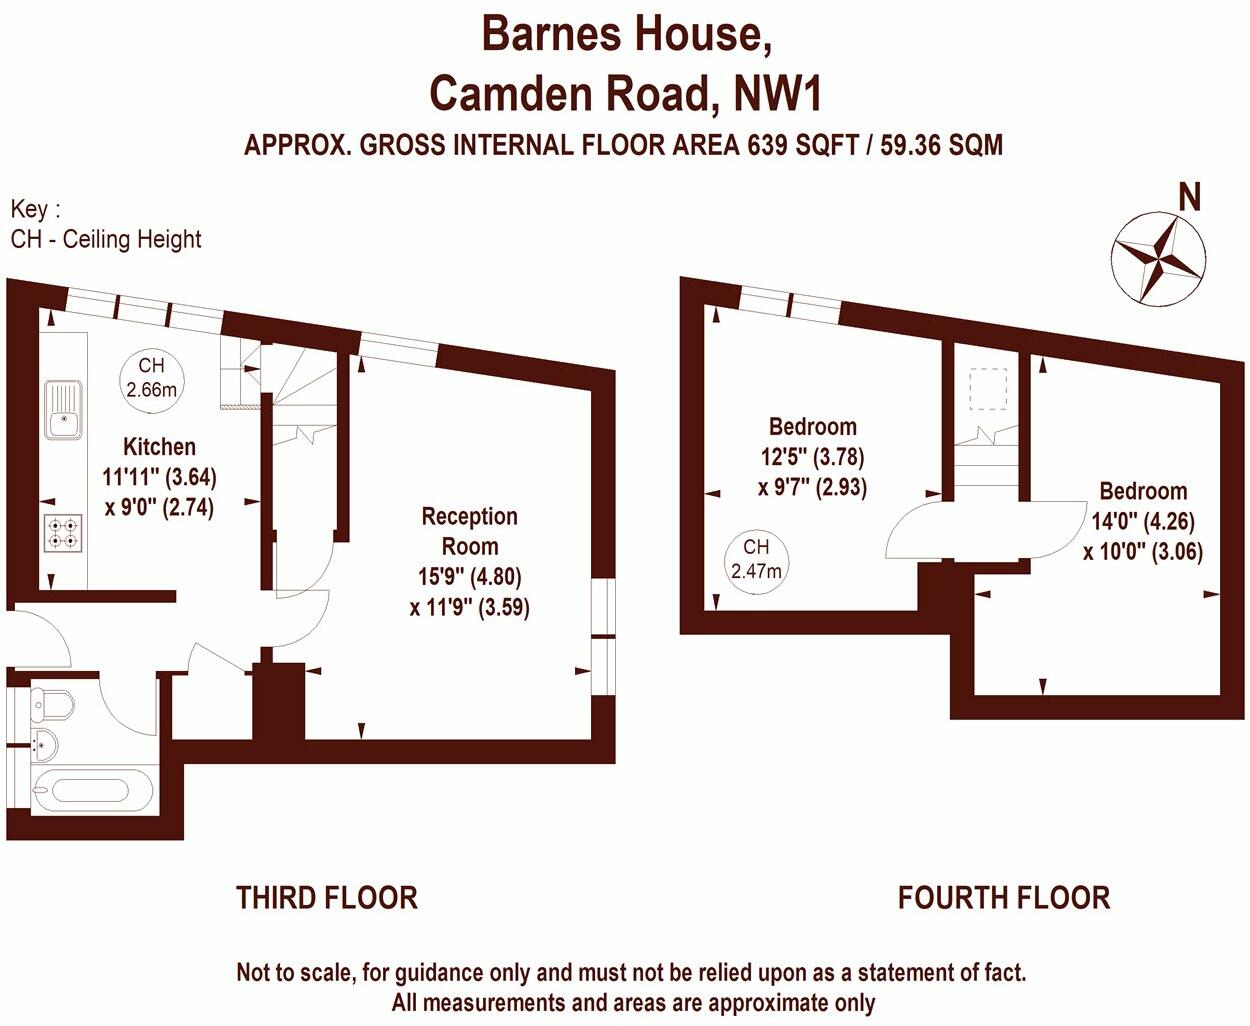 Barnes House,
Camden Road, NW1
APPROX. GROSS INTERNAL FLOOR AREA 639 SQFT / 59.36 SQM
N
Key :
CH - Ceiling Height
CH
2.66m
Kitchen
11'11" (3.64)
x 9'0" (2.74)
Reception
Room
15'9" (4.80)
x 11'9" (3.59)
Bedroom
12'5" (3.78)
x 9'7" (2.93)
CH
2.47m
Bedroom
14'0" (4.26)
x 10'0" (3.06)
THIRD FLOOR
FOURTH FLOOR
Not to scale, for guidance only and must not be relied upon as a statement of fact.
All measurements and areas are approximate only